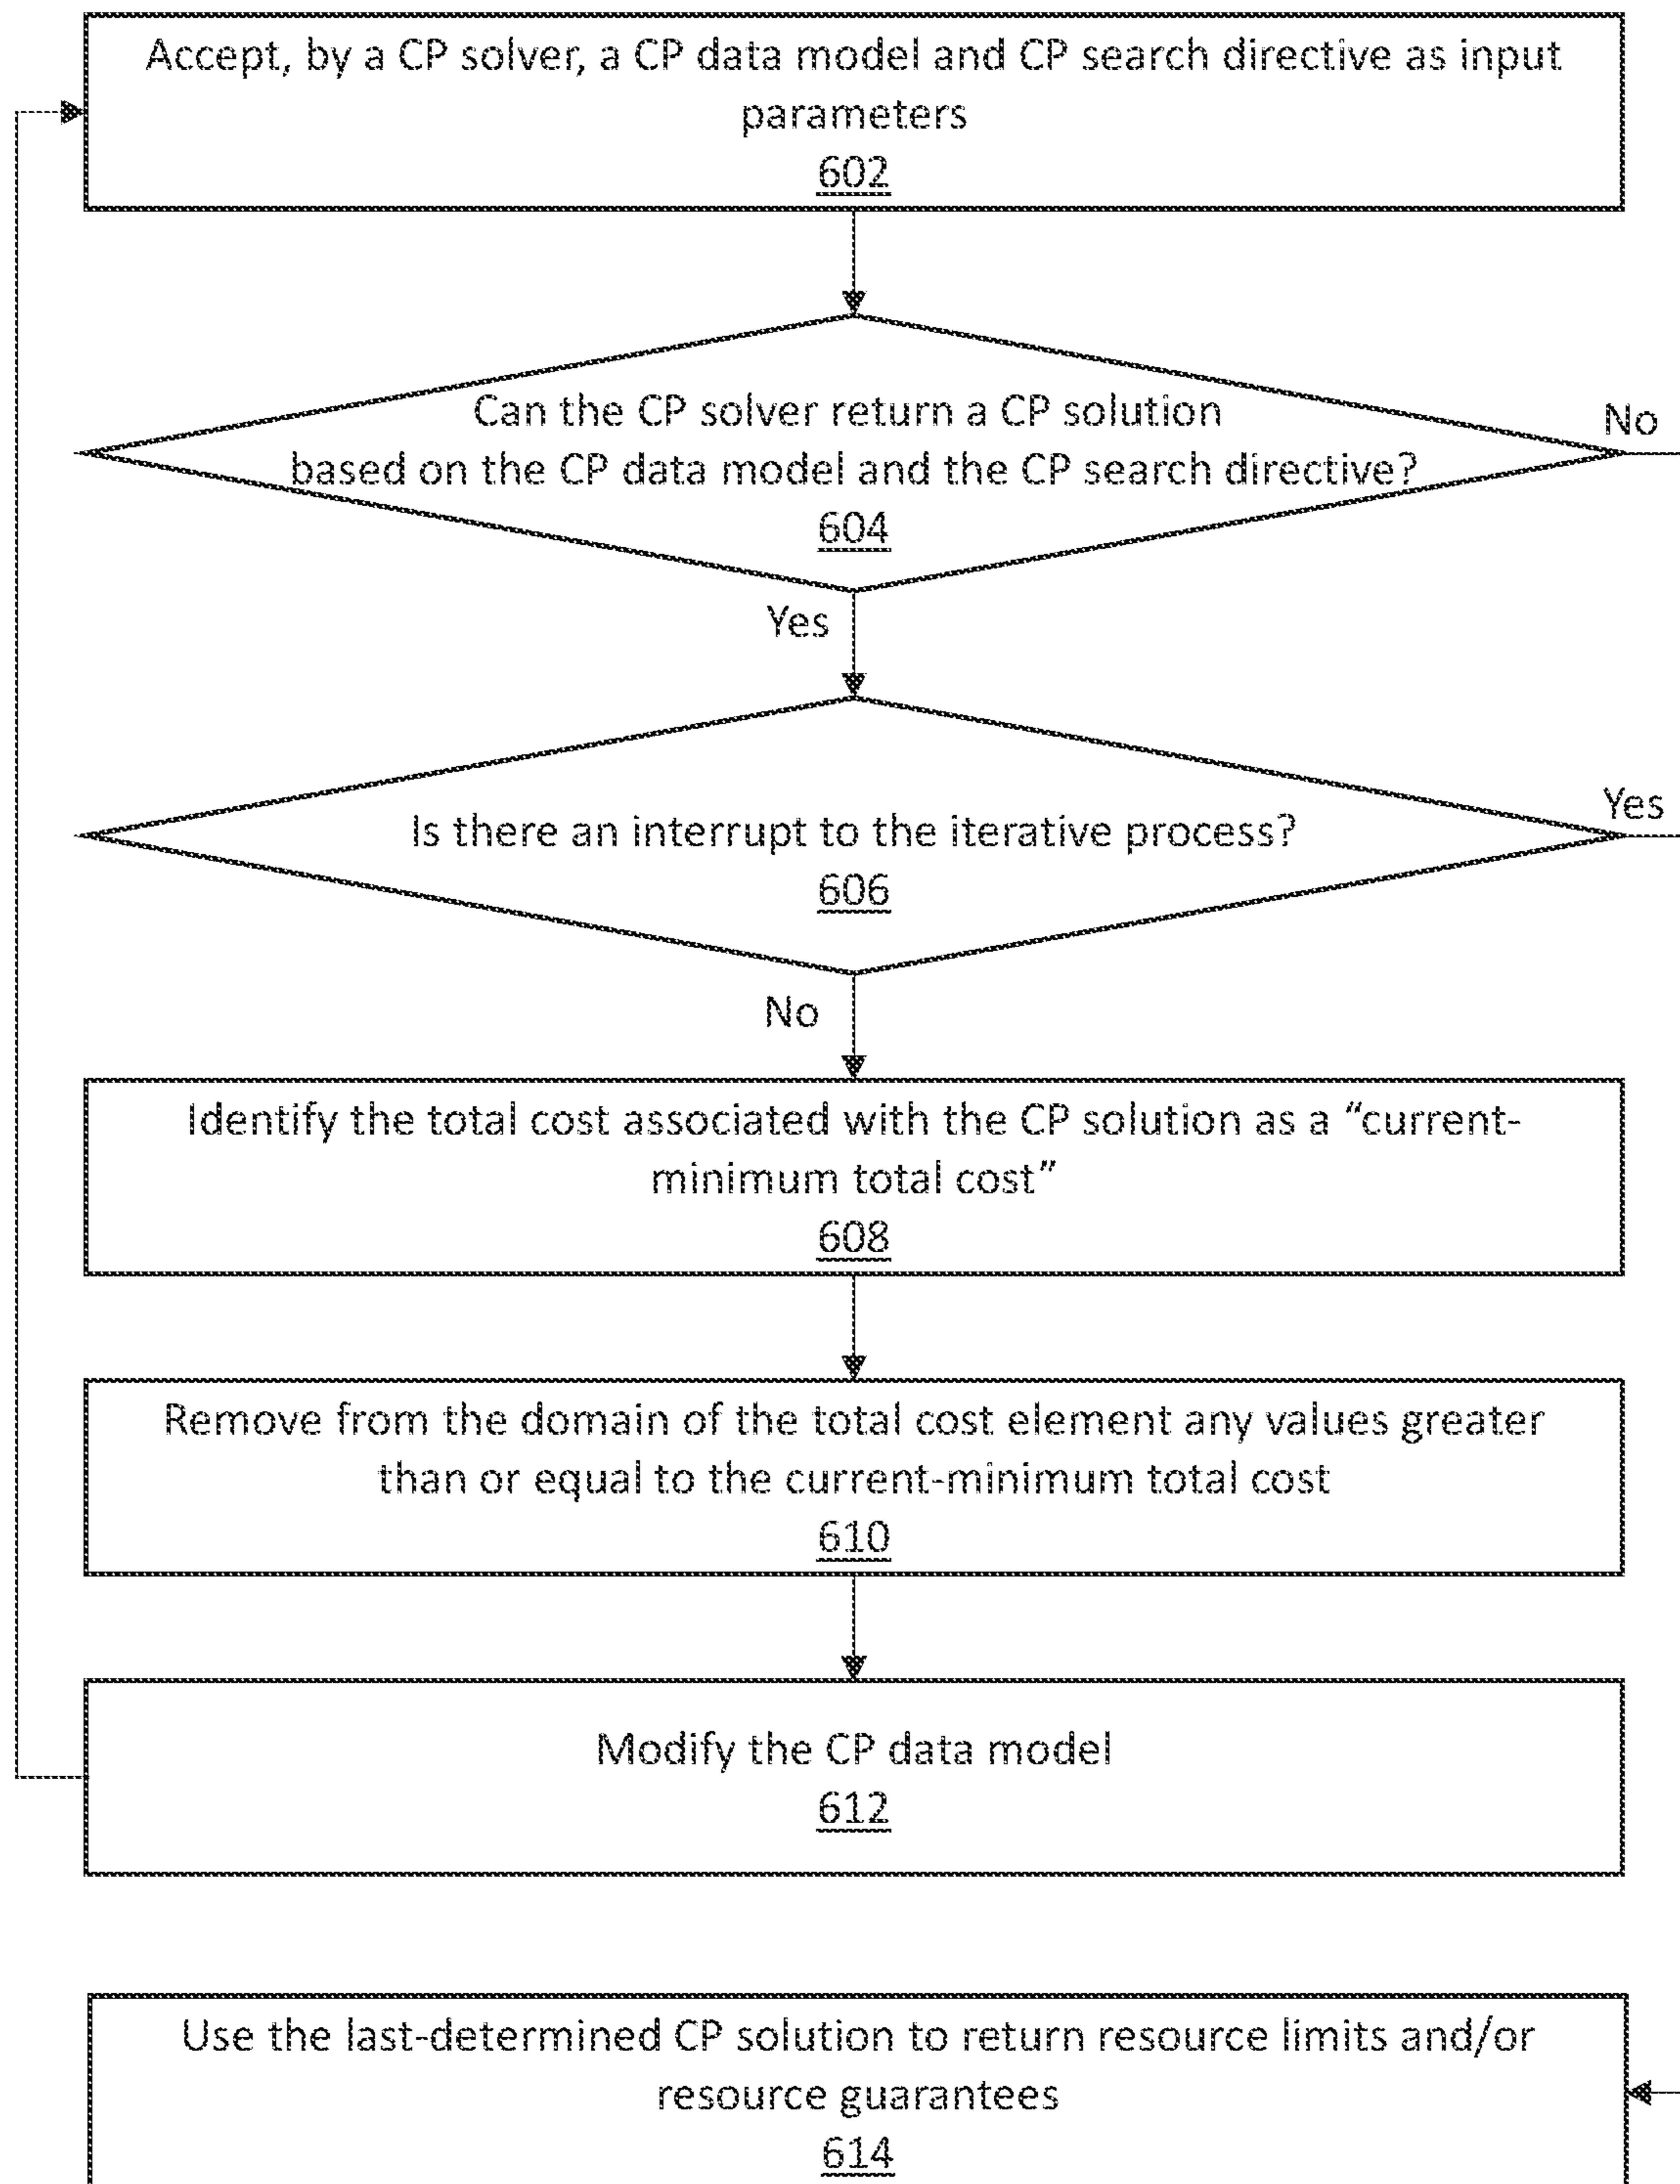 Accept, by a CP solver, a CP data model and CP search directive as input
parameters
602
Can the CP solver return a CP solution
based on the CP data model and the CP search directive?
604
No
Yes
Is there an interrupt to the iterative process?
606
Yes
No
Identify the total cost associated with the CP solution as a “current-
minimum total cost”
608
Remove from the domain of the total cost element any values greater
than or equal to the current-minimum total cost
610
Modify the CP data model
612
Use the last-determined CP solution to return resource limits and/or
resource guarantees
614